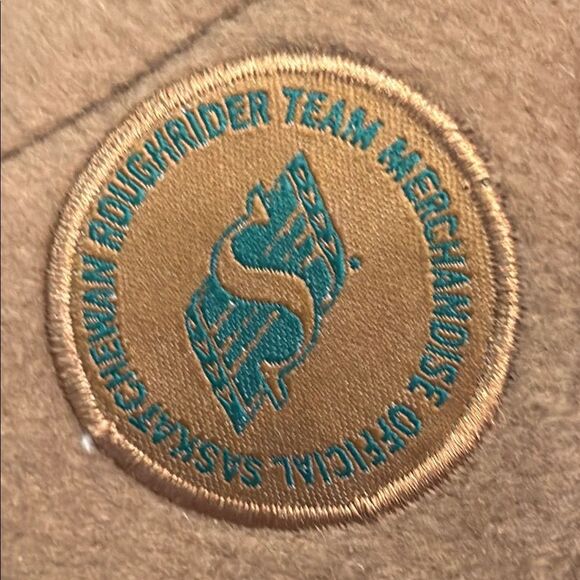 OFFICIAL SASKATCHEWAN ROUGHRIDER TEAM MERCHANDISE
S